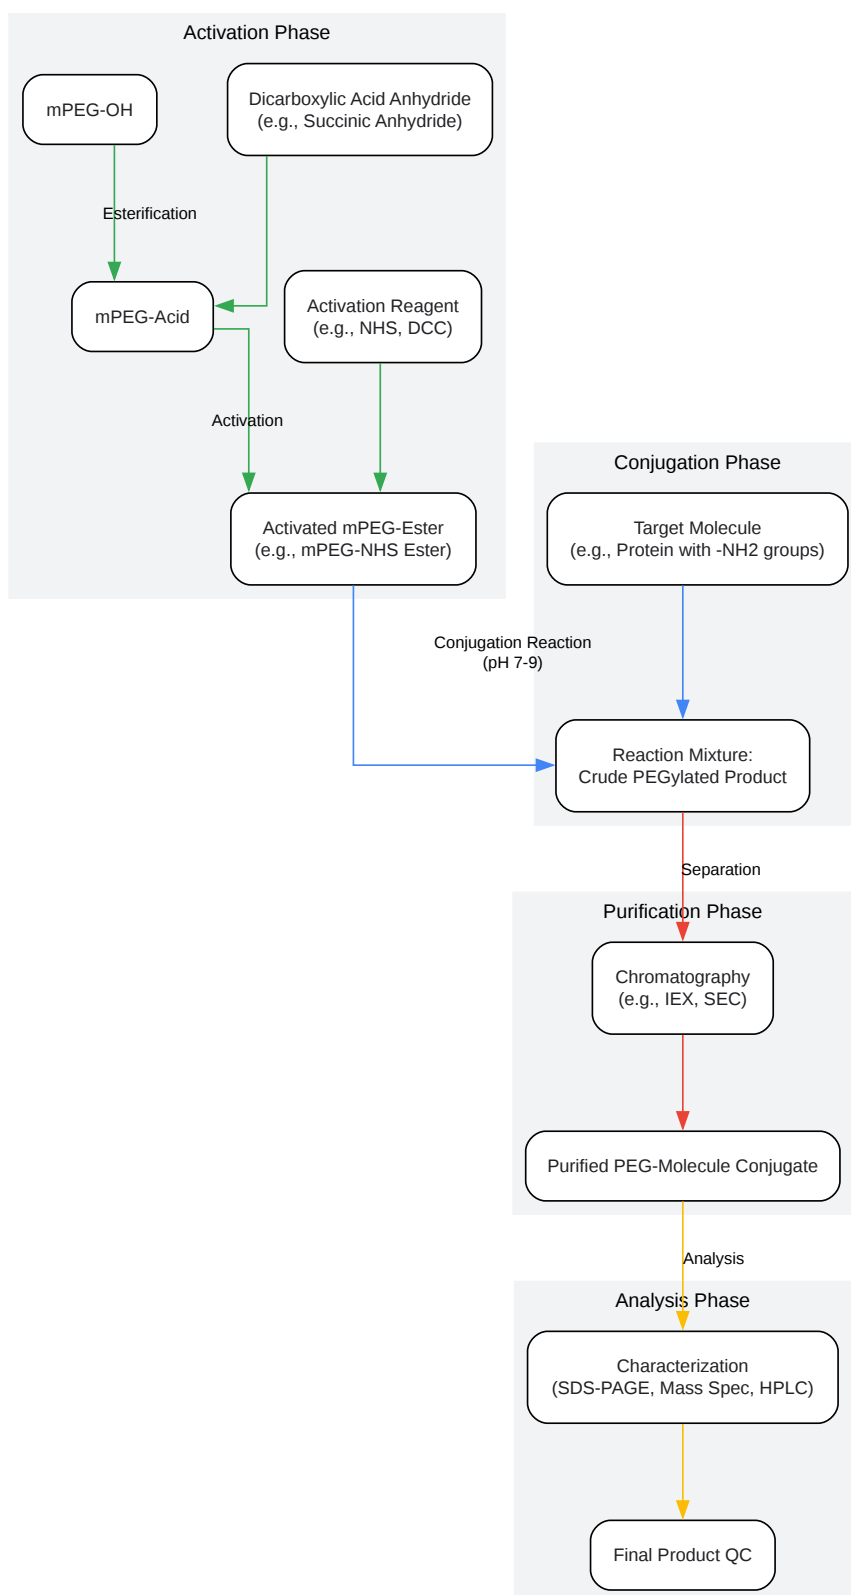 Activation Phase
mPEG-OH
Dicarboxylic Acid Anhydride
(e.g., Succinic Anhydride)
Esterification
mPEG-Acid
Activation Reagent
(e.g., NHS, DCC)
Activation
Activated mPEG-Ester
(e.g., mPEG-NHS Ester)
Conjugation Phase
Target Molecule
(e.g., Protein with -NH2 groups)
Conjugation Reaction
(pH 7-9)
Reaction Mixture:
Crude PEGylated Product
Separation
Purification Phase
Chromatography
(e.g., IEX, SEC)
Purified PEG-Molecule Conjugate
Analysis
Analysis Phase
Characterization
(SDS-PAGE, Mass Spec, HPLC)
Final Product QC